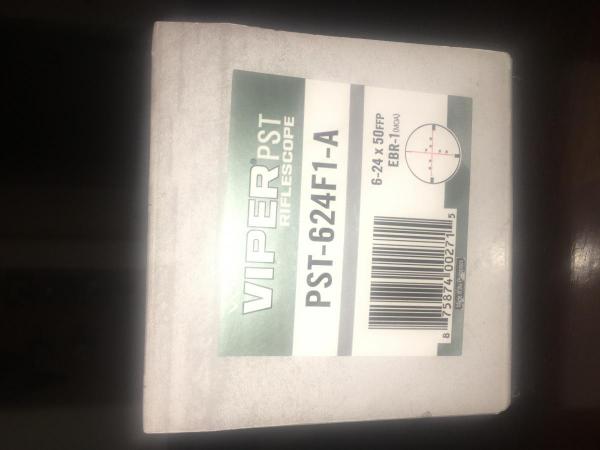 VIPER® PST
RIFLESCOPE
PST-624F1-A
6-24 x 50FFP
EBR-1(MOA)
8 75874 00271 5